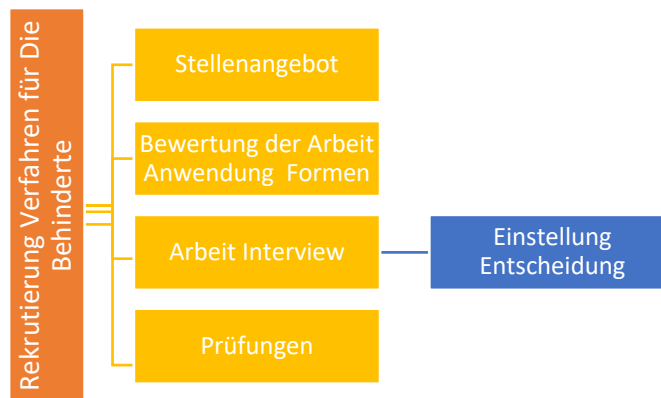 Rekrutierung Verfahren für Die
Behinderte
Stellenangebot
Bewertung der Arbeit
Anwendung Formen
Arbeit Interview
Einstellung
Entscheidung
Prüfungen